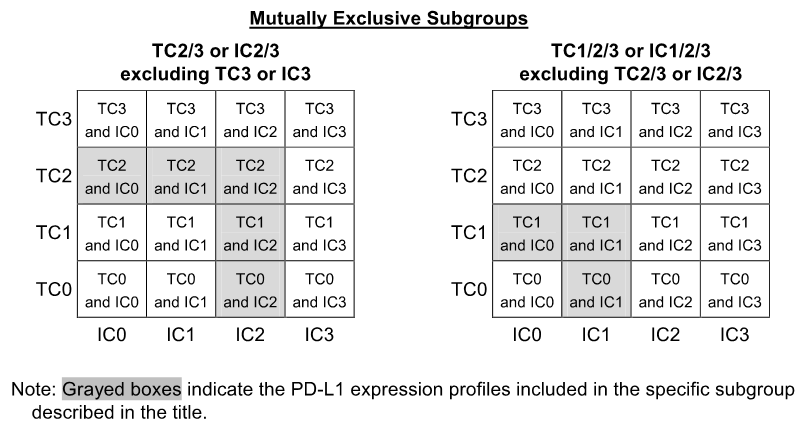 Mutually Exclusive Subgroups
TC2/3 or IC2/3
excluding TC3 or IC3
TC3
TC3 and IC0
TC3 and IC1
TC3 and IC2
TC3 and IC3
TC2
TC2 and IC0
TC2 and IC1
TC2 and IC2
TC2 and IC3
TC1
TC1 and IC0
TC1 and IC1
TC1 and IC2
TC1 and IC3
TC0
TC0 and IC0
TC0 and IC1
TC0 and IC2
TC0 and IC3
IC0 IC1 IC2 IC3
TC1/2/3 or IC1/2/3
excluding TC2/3 or IC2/3
TC3
TC3 and IC0
TC3 and IC1
TC3 and IC2
TC3 and IC3
TC2
TC2 and IC0
TC2 and IC1
TC2 and IC2
TC2 and IC3
TC1
TC1 and IC0
TC1 and IC1
TC1 and IC2
TC1 and IC3
TC0
TC0 and IC0
TC0 and IC1
TC0 and IC2
TC0 and IC3
IC0 IC1 IC2 IC3
Note: Grayed boxes indicate the PD-L1 expression profiles included in the specific subgroup
described in the title.